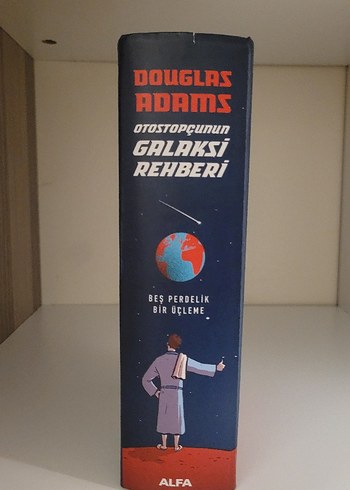 DOUGLAS
ADAMS
OTOSTOPÇUNUN
GALAKSİ
REHBERİ
BEŞ PERDELİK
BİR ÜÇLEME
ALFA